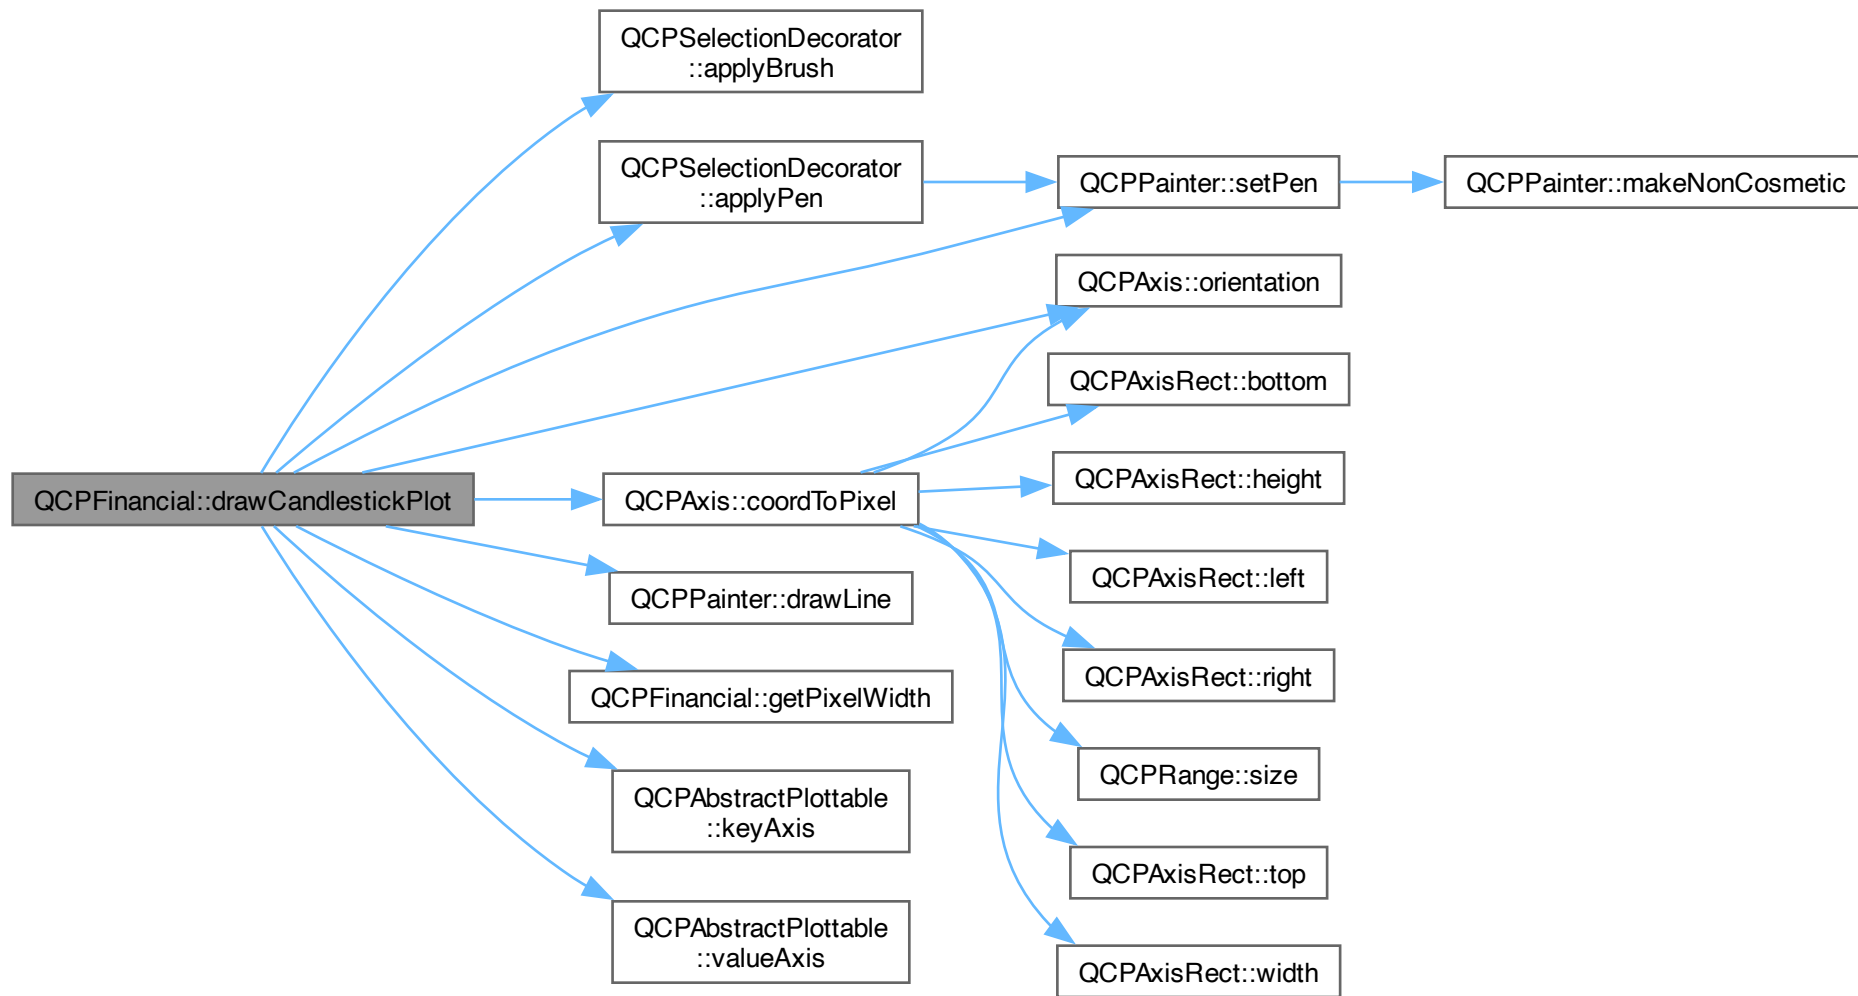 QCPSelectionDecorator
::applyBrush
QCPSelectionDecorator
::applyPen
QCPPainter::setPen
QCPPainter::makeNonCosmetic
QCPAxis::orientation
QCPAxisRect::bottom
QCPFinancial::drawCandlestickPlot
QCPAxis::coordToPixel
QCPAxisRect::height
QCPAxisRect::left
QCPPainter::drawLine
QCPAxisRect::right
QCPFinancial::getPixelWidth
QCPRange::size
QCPAbstractPlottable
::keyAxis
QCPAxisRect::top
QCPAbstractPlottable
::valueAxis
QCPAxisRect::width